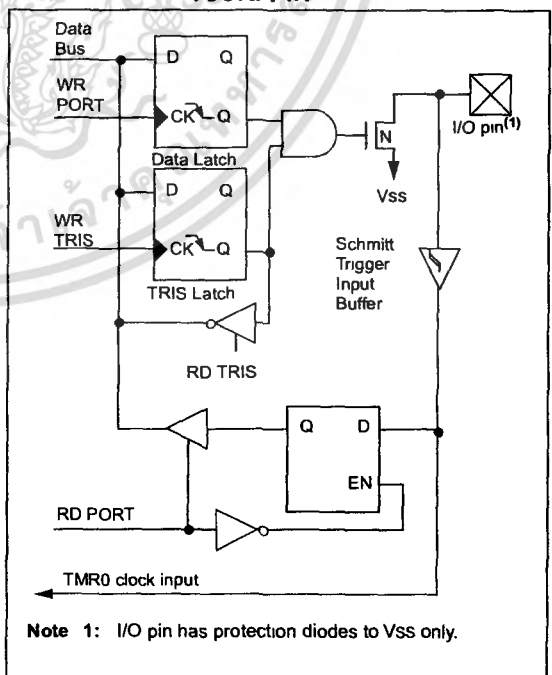 Data
Bus
D Q
WR
PORT
CK Q
N
I/O pin(1)
Data Latch
Vss
D Q
WR
TRIS
CK Q
Schmitt
Trigger
Input
Buffer
TRIS Latch
RD TRIS
Q D
EN
RD PORT
TMR0 clock input
Note 1: I/O pin has protection diodes to Vss only.